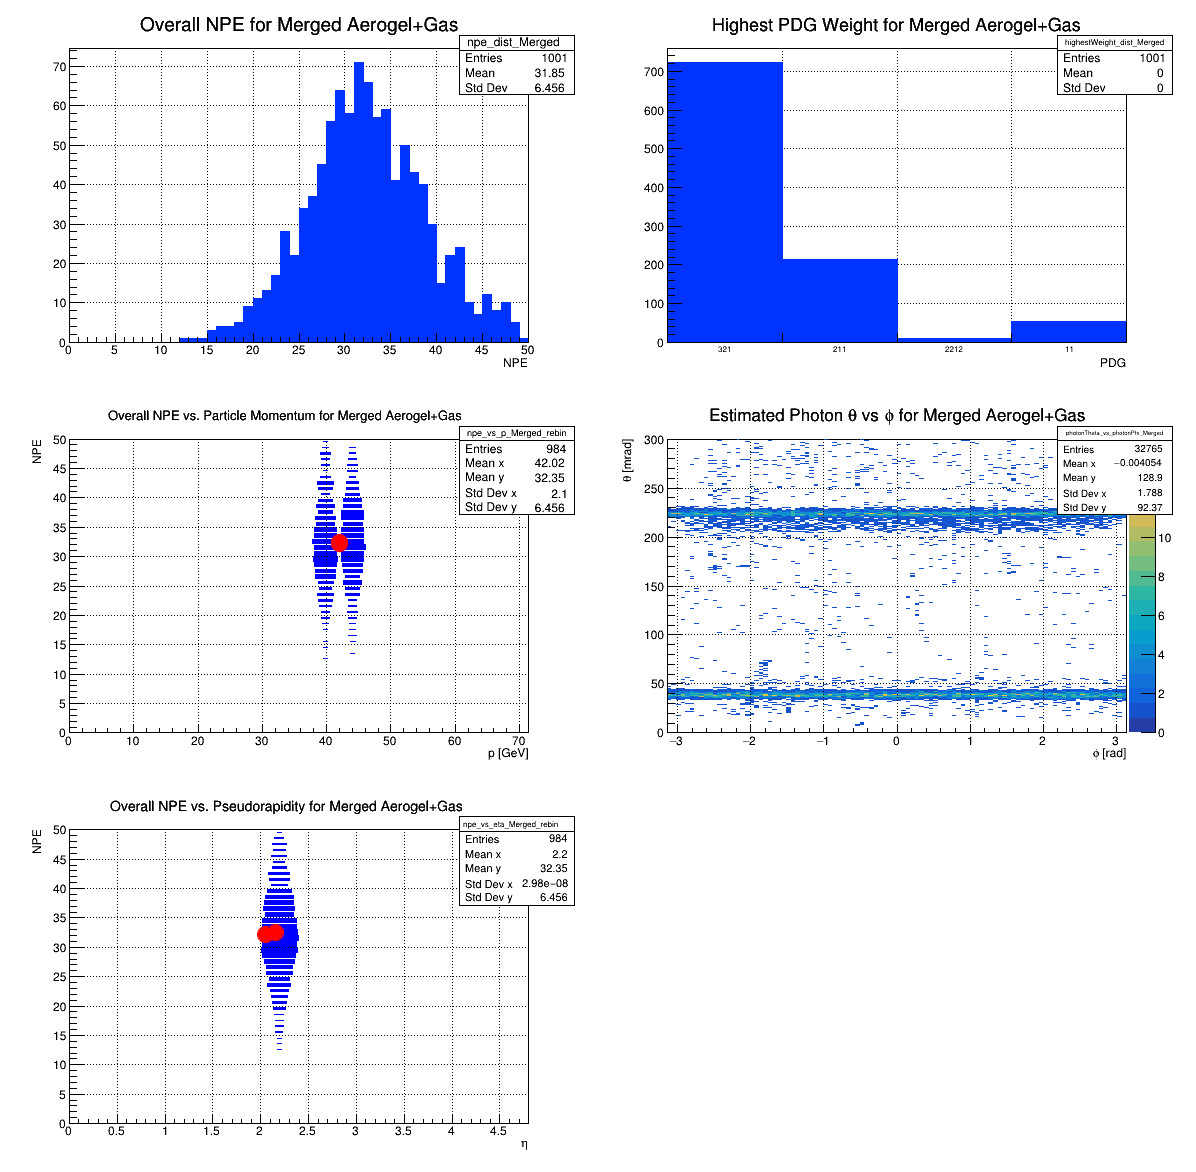 Overall NPE for Merged Aerogel+Gas
npe_dist_Merged
Entries 1001
Mean 31.85
Std Dev 6.456
70
60
50
40
30
20
10
0
0 5 10 15 20 25 30 35 40 45 50
NPE
Highest PDG Weight for Merged Aerogel+Gas
highestWeight_dist_Merged
Entries 1001
Mean 0
Std Dev 0
700
600
500
400
300
200
100
0
321 211 2212 11
PDG
Overall NPE vs. Particle Momentum for Merged Aerogel+Gas
npe_vs_p_Merged_rebin
Entries 984
Mean x 42.02
Mean y 32.35
Std Dev x 2.1
Std Dev y 6.456
NPE
50
45
40
35
30
25
20
15
10
5
0
0 10 20 30 40 50 60 70
p [GeV]
Estimated Photon θ vs ϕ for Merged Aerogel+Gas
photonTheta_vs_photonPhi_Merged
Entries 32765
Mean x −0.004054
Mean y 128.9
Std Dev x 1.788
Std Dev y 92.37
θ [mrad]
300
250
200
150
100
50
0
−3 −2 −1 0 1 2 3
ϕ [rad]
10
8
6
4
2
0
Overall NPE vs. Pseudorapidity for Merged Aerogel+Gas
npe_vs_eta_Merged_rebin
Entries 984
Mean x 2.2
Mean y 32.35
Std Dev x 2.98e−08
Std Dev y 6.456
NPE
50
45
40
35
30
25
20
15
10
5
0
0 0.5 1 1.5 2 2.5 3 3.5 4 4.5
η